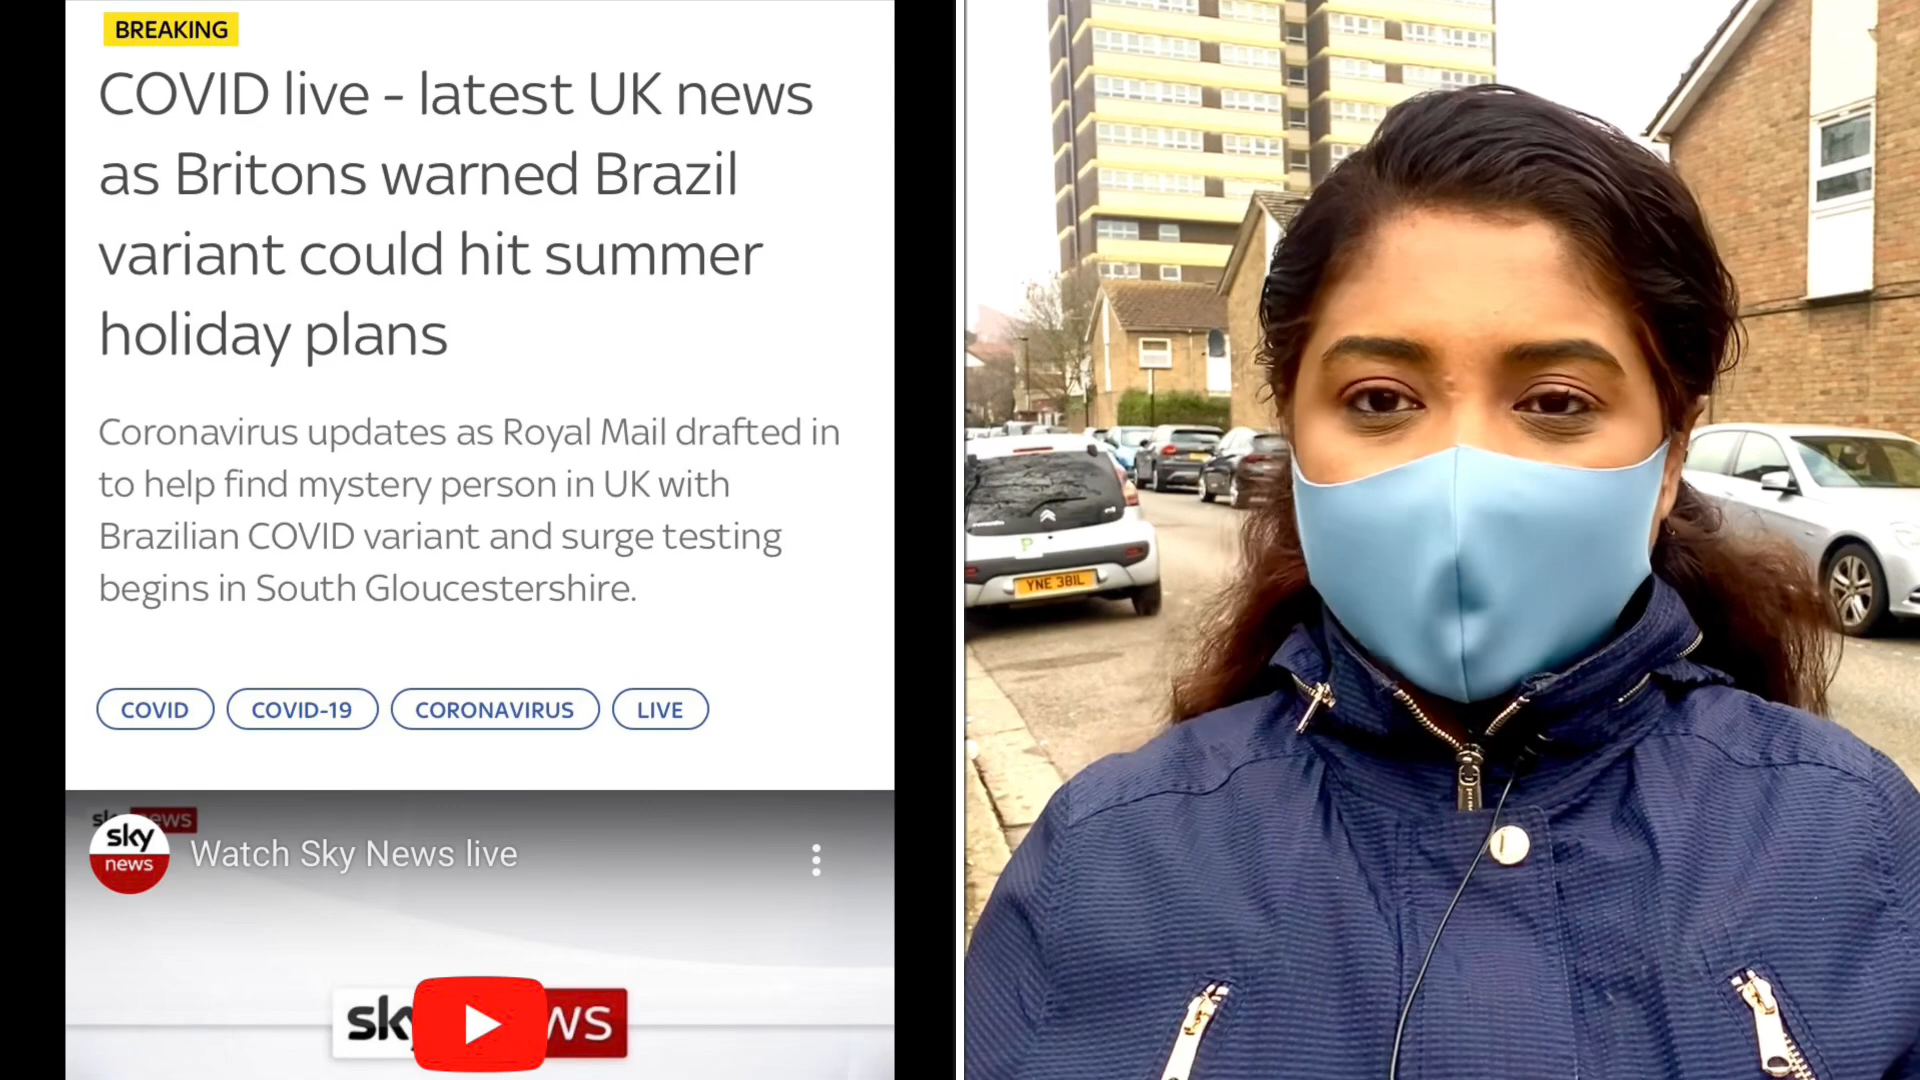 BREAKING
COVID live - latest UK news
as Britons warned Brazil
variant could hit summer
holiday plans
Coronavirus updates as Royal Mail drafted in
to help find mystery person in UK with
Brazilian COVID variant and surge testing
begins in South Gloucestershire.
COVID COVID-19 CORONAVIRUS LIVE
sky news
Watch Sky News live
YNE 3BIL
P